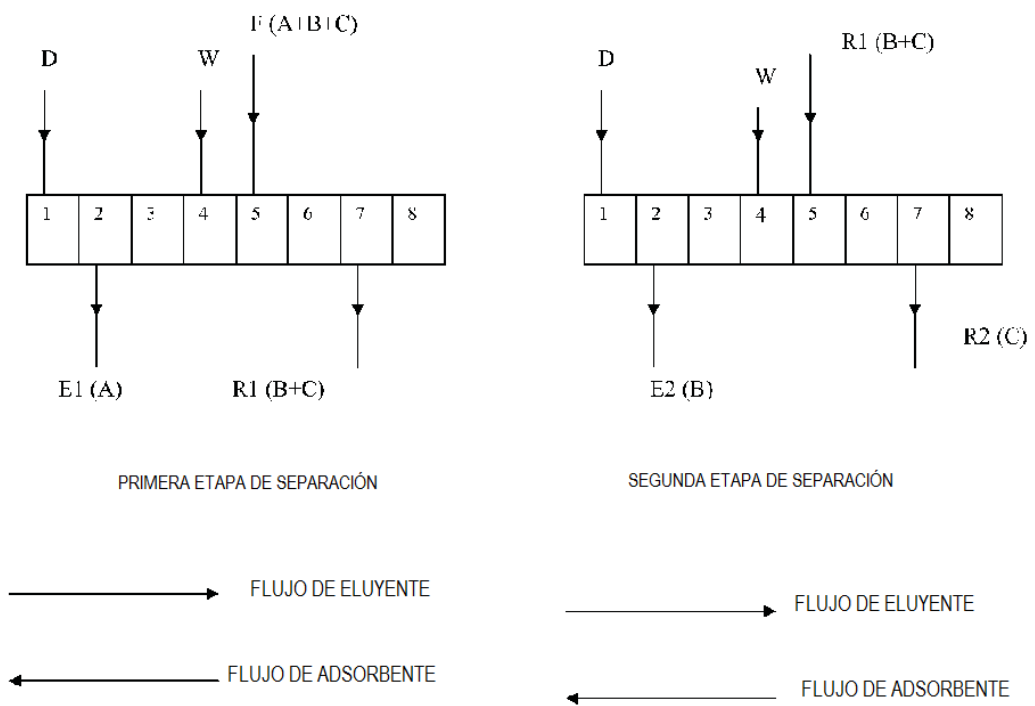 F (A+B+C)
D
W
1 2 3 4 5 6 7 8
E1 (A)
R1 (B+C)
PRIMERA ETAPA DE SEPARACIÓN
FLUJO DE ELUYENTE
FLUJO DE ADSORBENTE
R1 (B+C)
D
W
1 2 3 4 5 6 7 8
R2 (C)
E2 (B)
SEGUNDA ETAPA DE SEPARACIÓN
FLUJO DE ELUYENTE
FLUJO DE ADSORBENTE